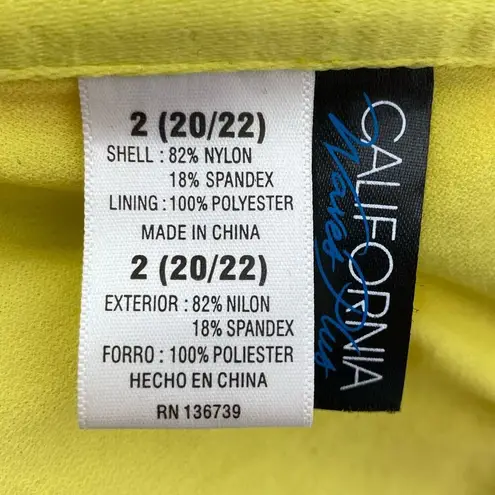 2 (20/22)
SHELL : 82% NYLON
18% SPANDEX
LINING : 100% POLYESTER
MADE IN CHINA
2 (20/22)
EXTERIOR : 82% NILON
18% SPANDEX
FORRO : 100% POLIESTER
HECHO EN CHINA
RN 136739
CALIFORNIA
Waves Plus